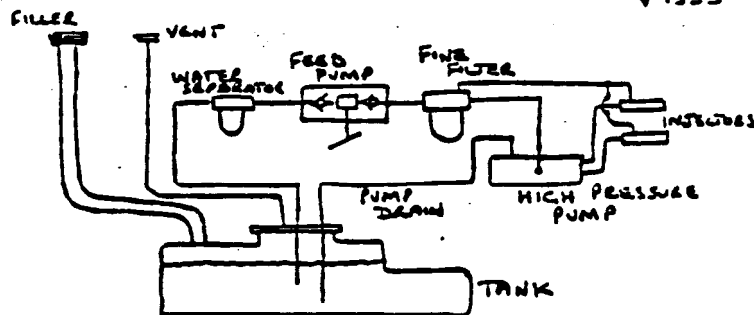 FILLER
VENT
WATER
SEPARATOR
FEED
PUMP
FINE
FILTER
INJECTORS
PUMP
DRAIN
HIGH PRESSURE
PUMP
TANK